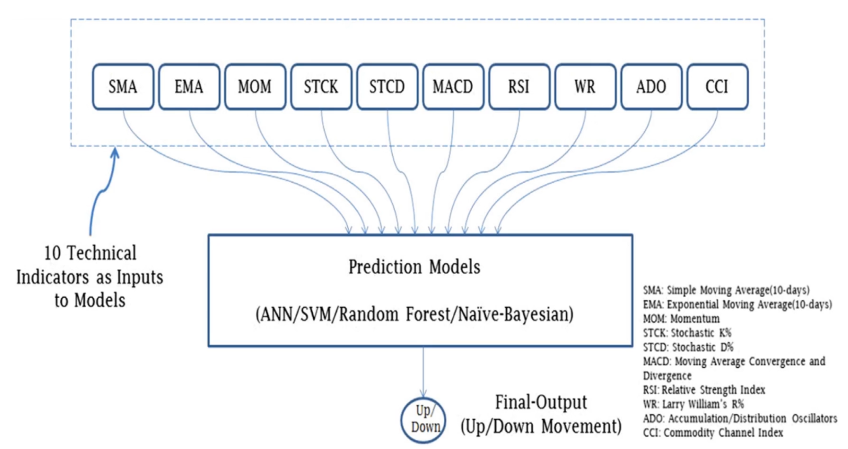 SMA EMA MOM STCK STCD MACD RSI WR ADO CCI
10 Technical
Indicators as Inputs
to Models
Prediction Models
(ANN/SVM/Random Forest/Naïve-Bayesian)
Up/
Down
Final-Output
(Up/Down Movement)
SMA: Simple Moving Average(10-days)
EMA: Exponential Moving Average(10-days)
MOM: Momentum
STCK: Stochastic K%
STCD: Stochastic D%
MACD: Moving Average Convergence and
Divergence
RSI: Relative Strength Index
WR: Larry William's R%
ADO: Accumulation/Distribution Oscillators
CCI: Commodity Channel Index